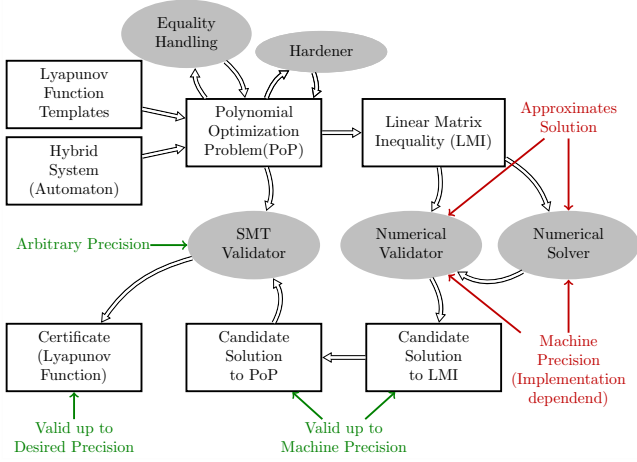 Equality
Handling
Hardener
Lyapunov
Function
Templates
Polynomial
Optimization
Problem(PoP)
Linear Matrix
Inequality (LMI)
Approximates
Solution
Hybrid
System
(Automaton)
Arbitrary Precision
SMT
Validator
Numerical
Validator
Numerical
Solver
Certificate
(Lyapunov
Function)
Candidate
Solution
to PoP
Candidate
Solution
to LMI
Machine
Precision
(Implementation
dependend)
Valid up to
Desired Precision
Valid up to
Machine Precision